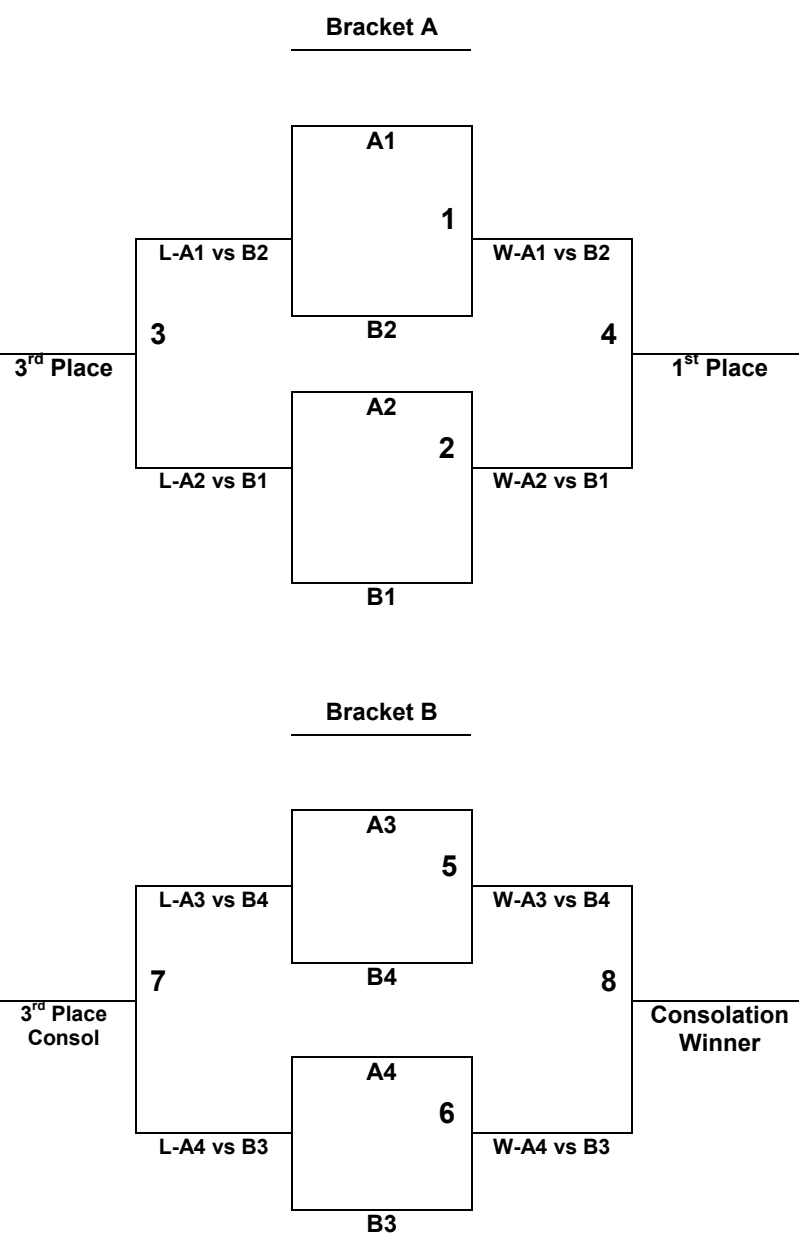 Bracket A
A1
1
L-A1 vs B2
W-A1 vs B2
B2
3
4
3rd Place
1st Place
A2
2
L-A2 vs B1
W-A2 vs B1
B1
Bracket B
A3
5
L-A3 vs B4
W-A3 vs B4
B4
7
8
3rd Place
Consol
Consolation
Winner
A4
6
L-A4 vs B3
W-A4 vs B3
B3